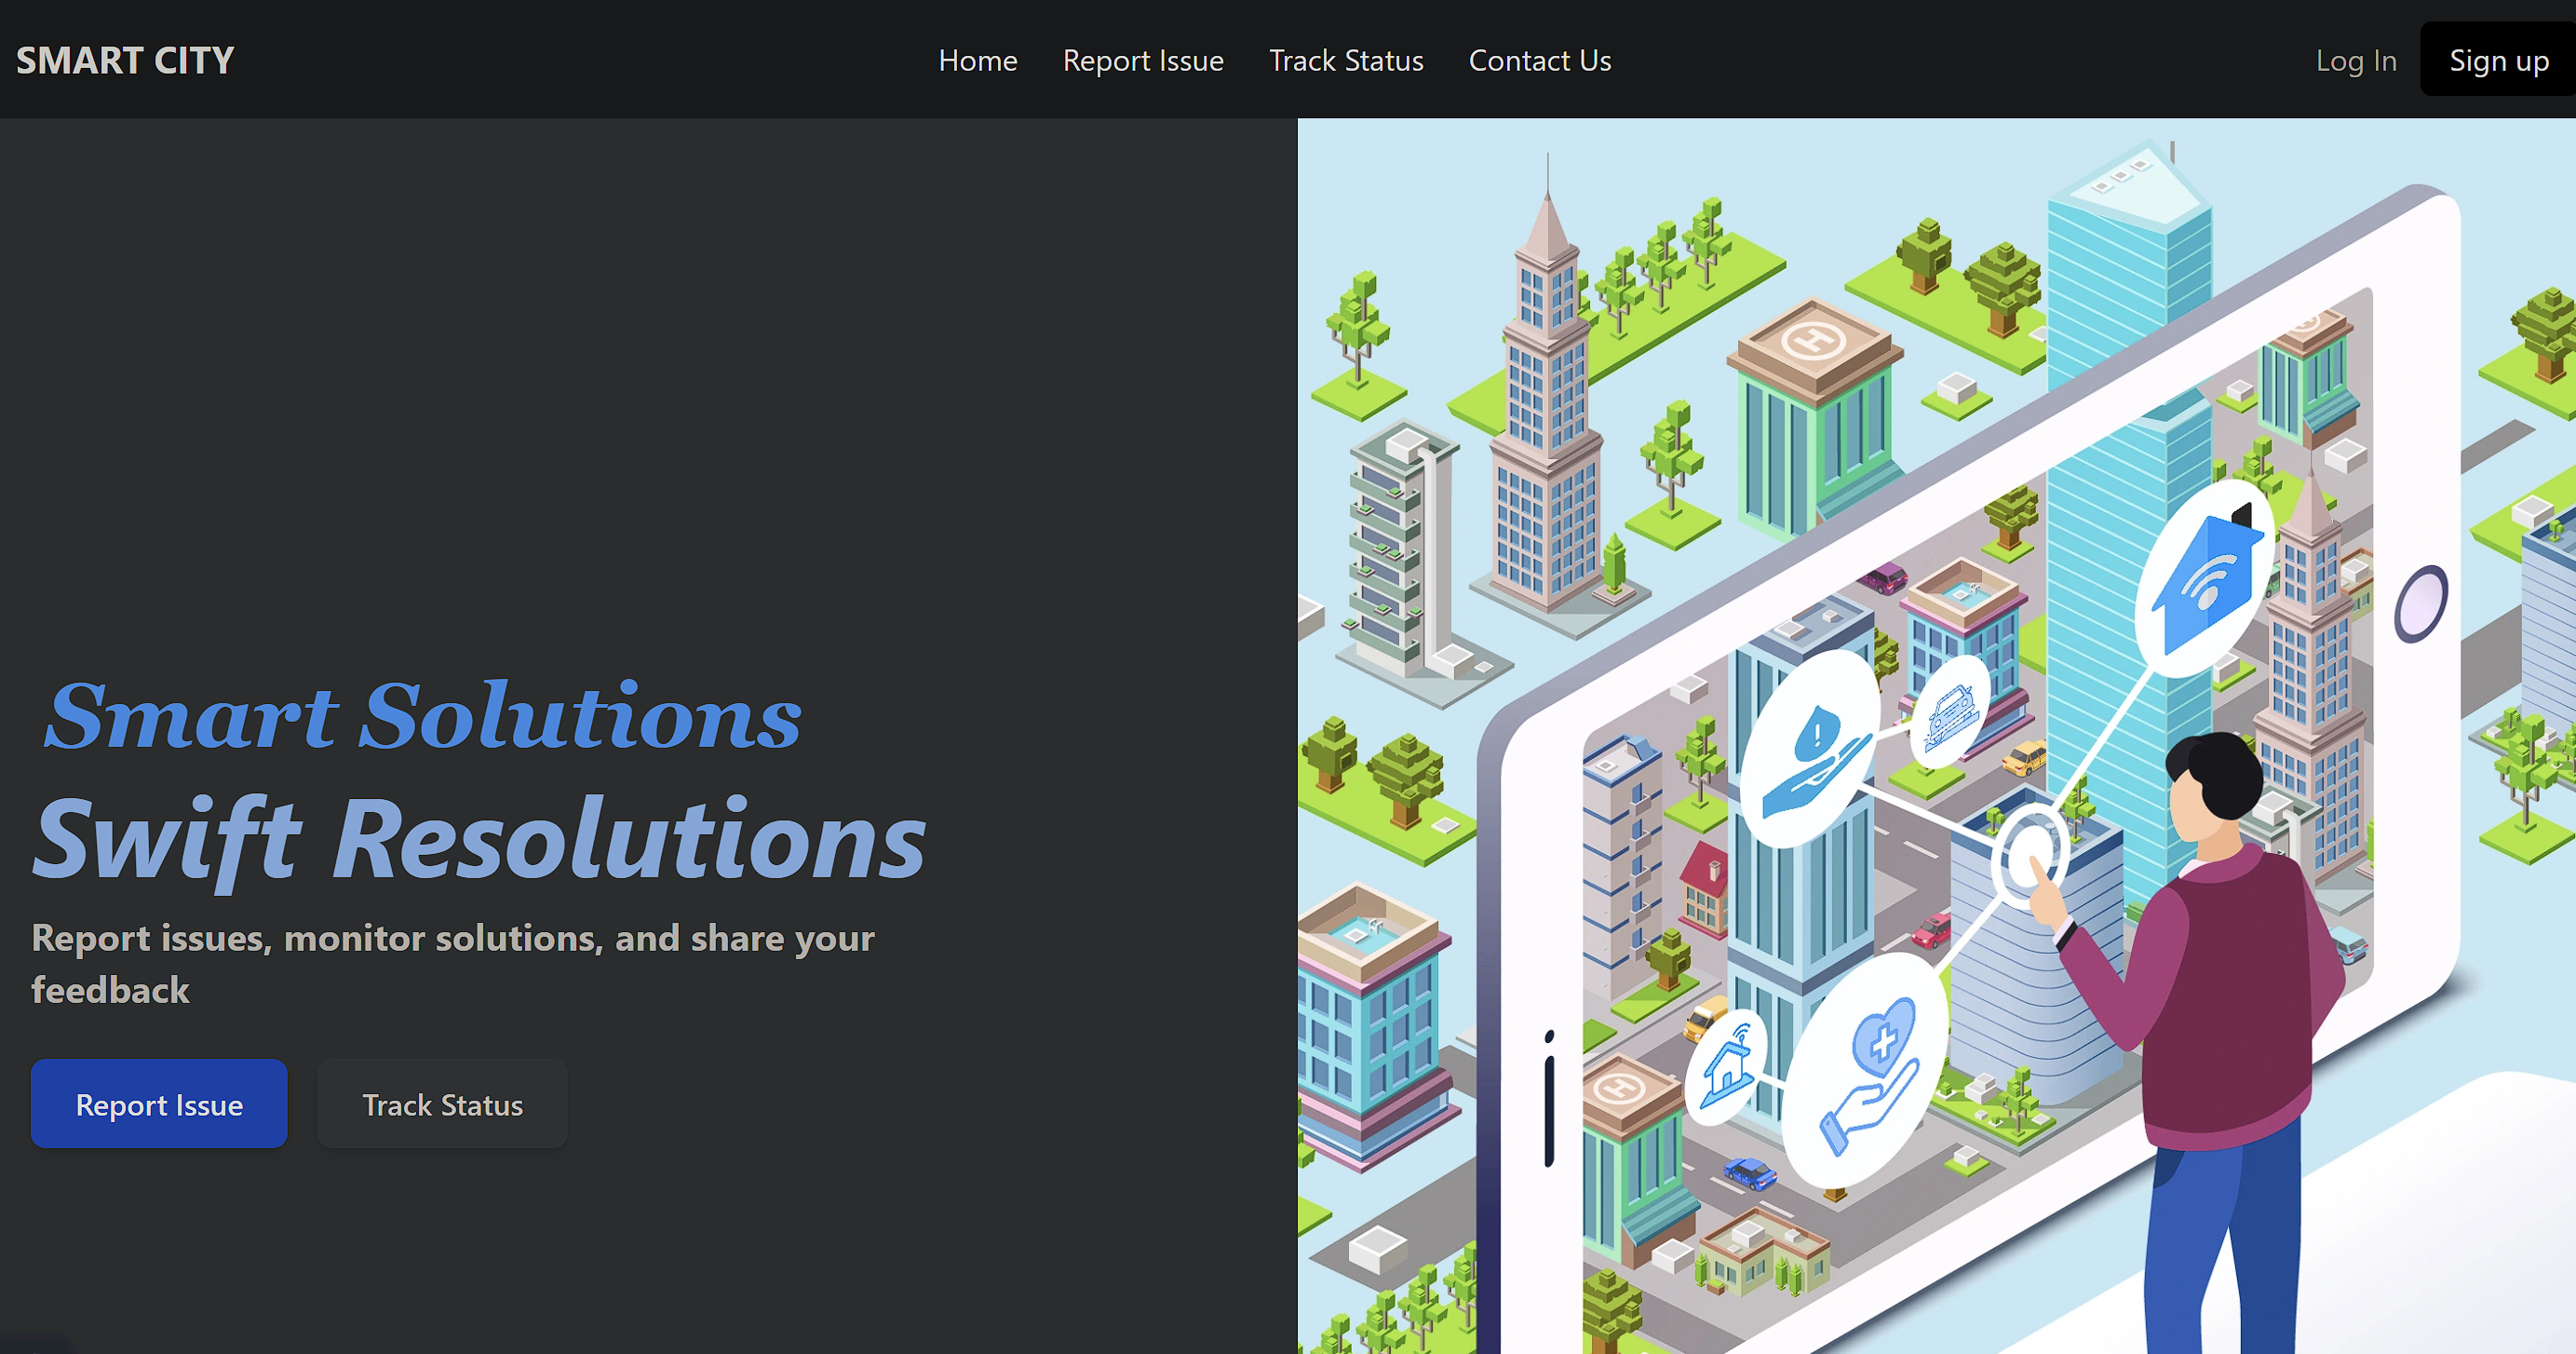 SMART CITY
Home Report Issue Track Status Contact Us
Log In Sign up
Smart Solutions
Swift Resolutions
Report issues, monitor solutions, and share your
feedback
Report Issue Track Status
H
H